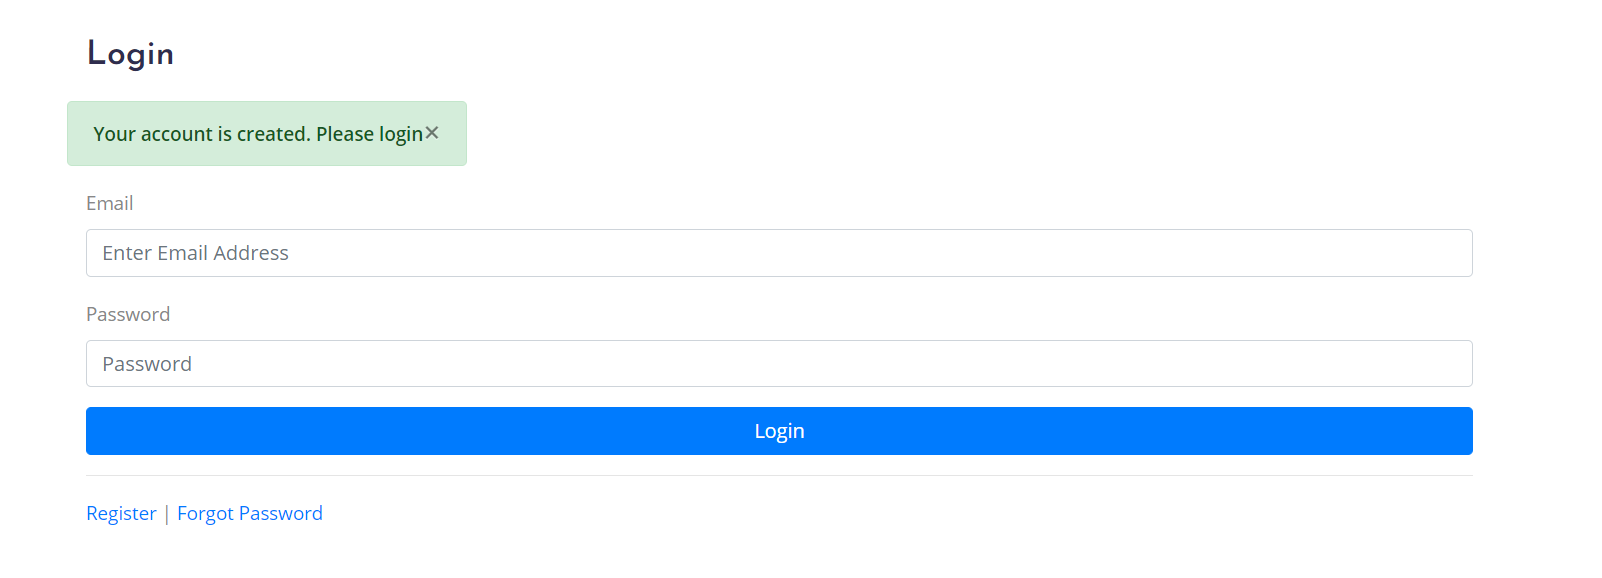 Login
Your account is created. Please login×
Email
Enter Email Address
Password
Password
Login
Register | Forgot Password